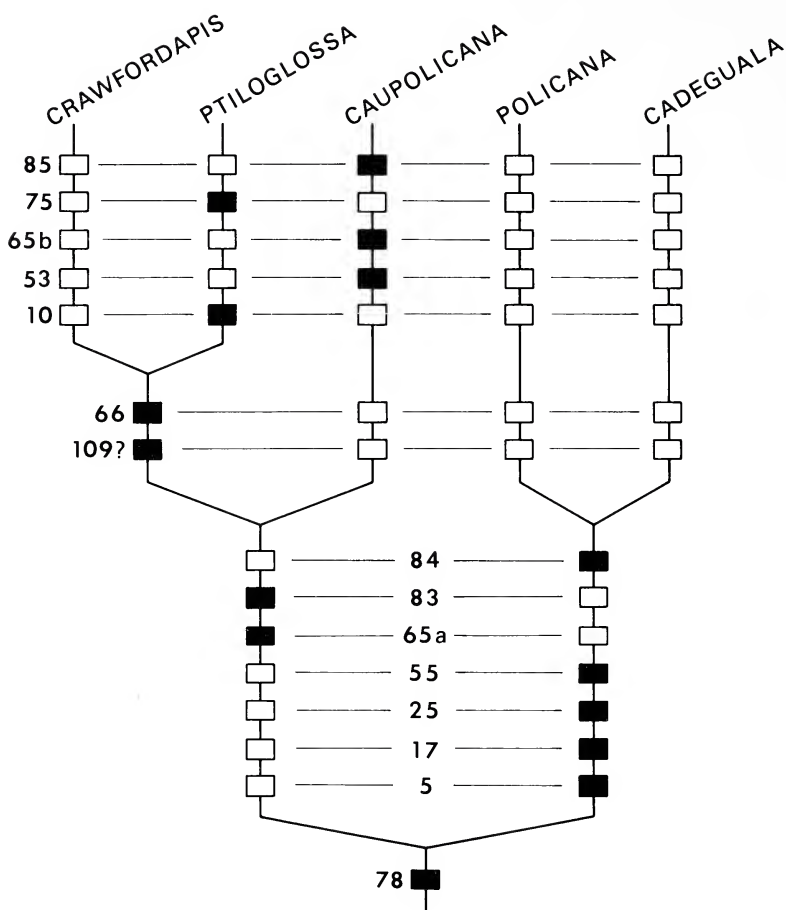 CRAWFORDAPIS
PTILOGLOSSA
CAUPOLICANA
POLICANA
CADEGUALA
85
75
65b
53
10
66
109?
84
83
65a
55
25
17
5
78